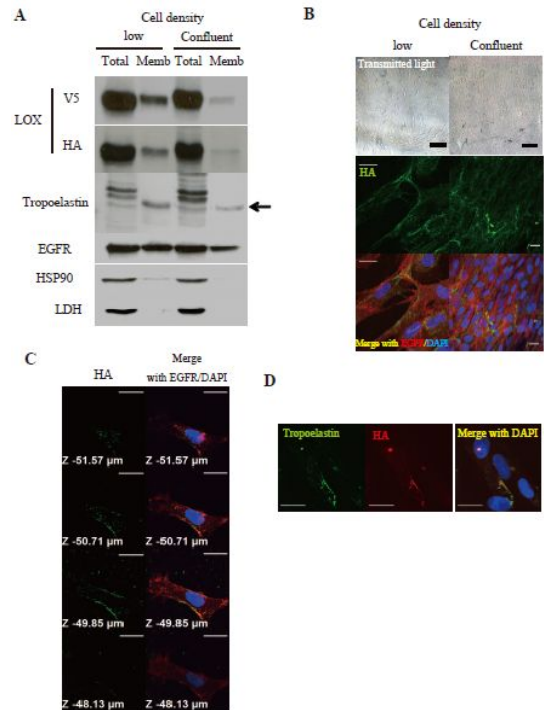 A
Cell density
low
Confluent
Total Memb Total Memb
LOX
V5
HA
Tropoelastin
EGFR
HSP90
LDH
B
Cell density
low
Confluent
Transmitted light
HA
Merge with EGFR/DAPI
C
HA
Merge
with EGFR/DAPI
Z -51.57 µm
Z -51.57 µm
Z -50.71 µm
Z -50.71 µm
Z -49.85 µm
Z -49.85 µm
Z -48.13 µm
Z -48.13 µm
D
Tropoelastin
HA
Merge with DAPI